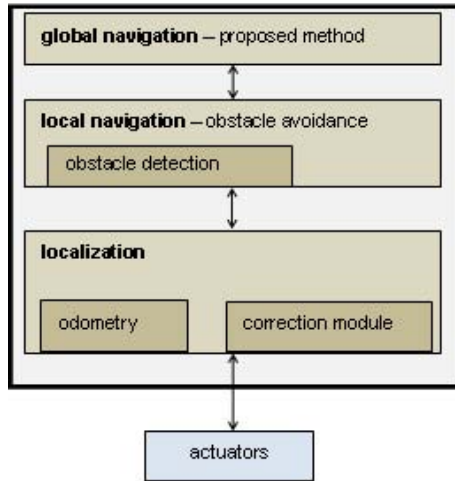 global navigation – proposed method
local navigation – obstacle avoidance
obstacle detection
localization
odometry
correction module
actuators